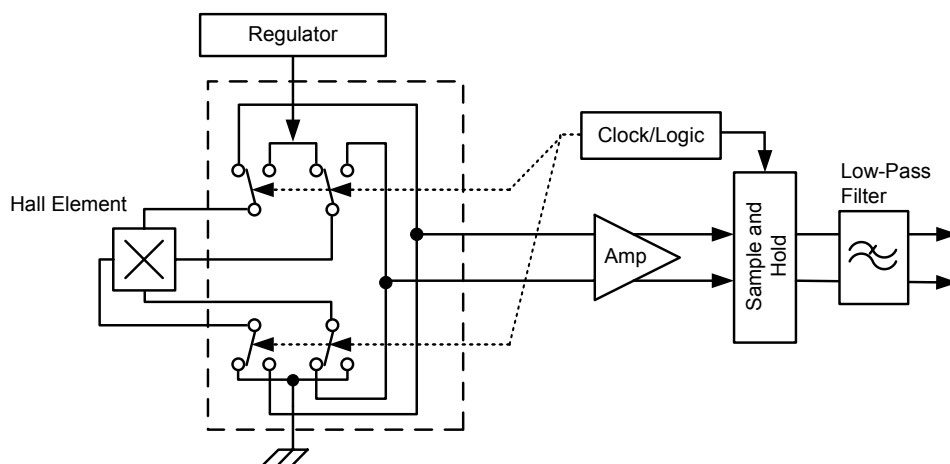 Regulator
Clock/Logic
Low-Pass
Filter
Hall Element
Amp
Sample and
Hold